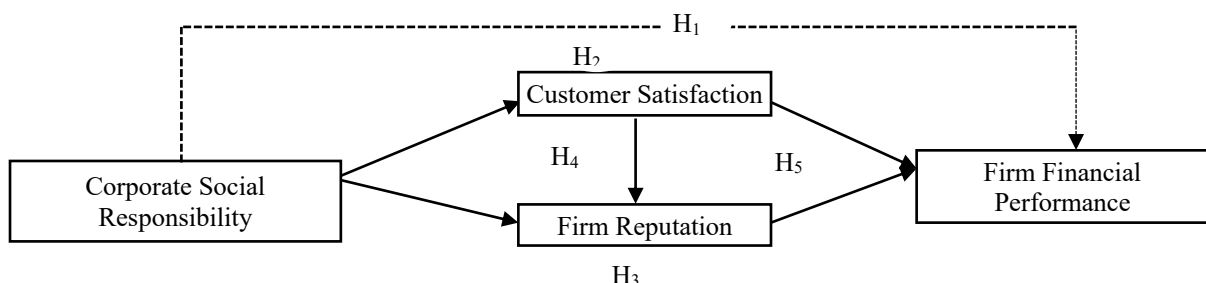 H₁
H₂
Customer Satisfaction
H₄
H₅
Corporate Social
Responsibility
Firm Financial
Performance
Firm Reputation
H₃